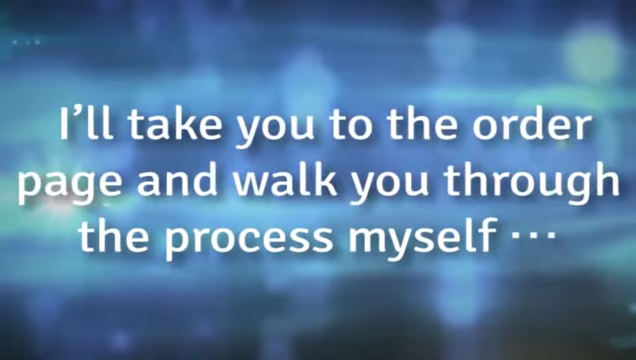 I’ll take you to the order
page and walk you through
the process myself ···